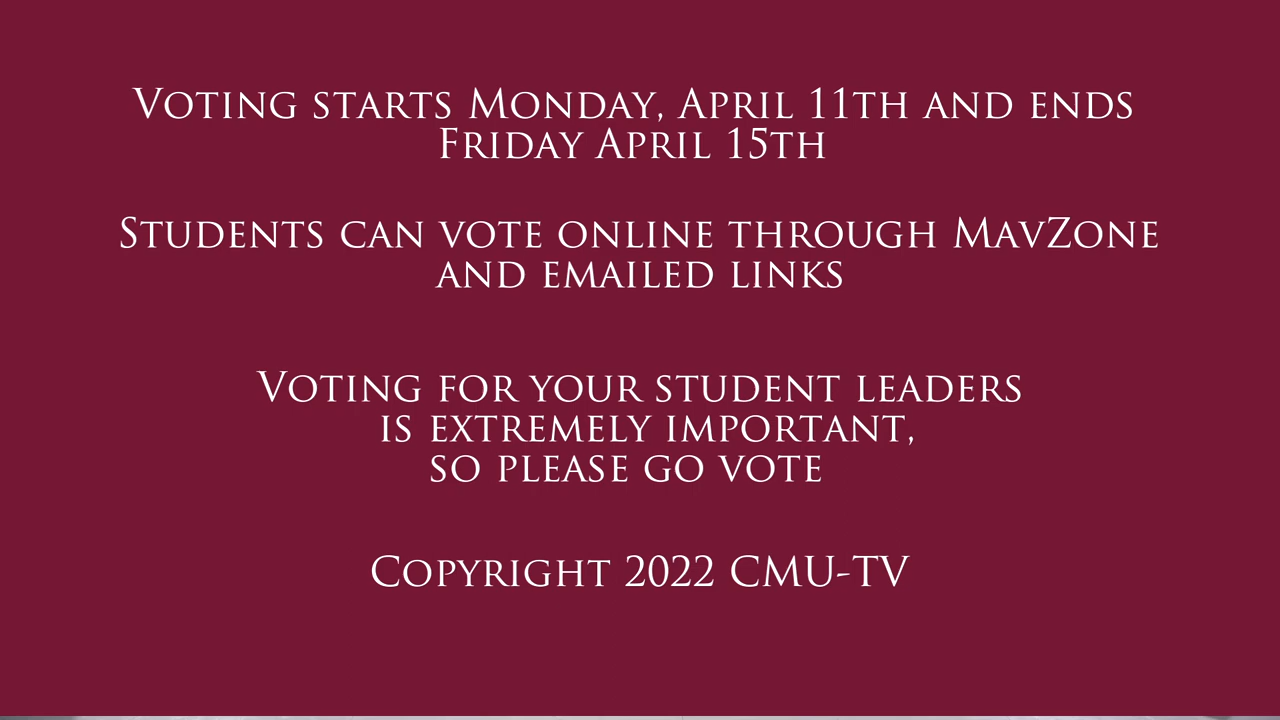 Voting starts Monday, April 11th and ends
Friday April 15th
Students can vote online through MavZone
and emailed links
Voting for your student leaders
is extremely important,
so please go vote
Copyright 2022 CMU-TV